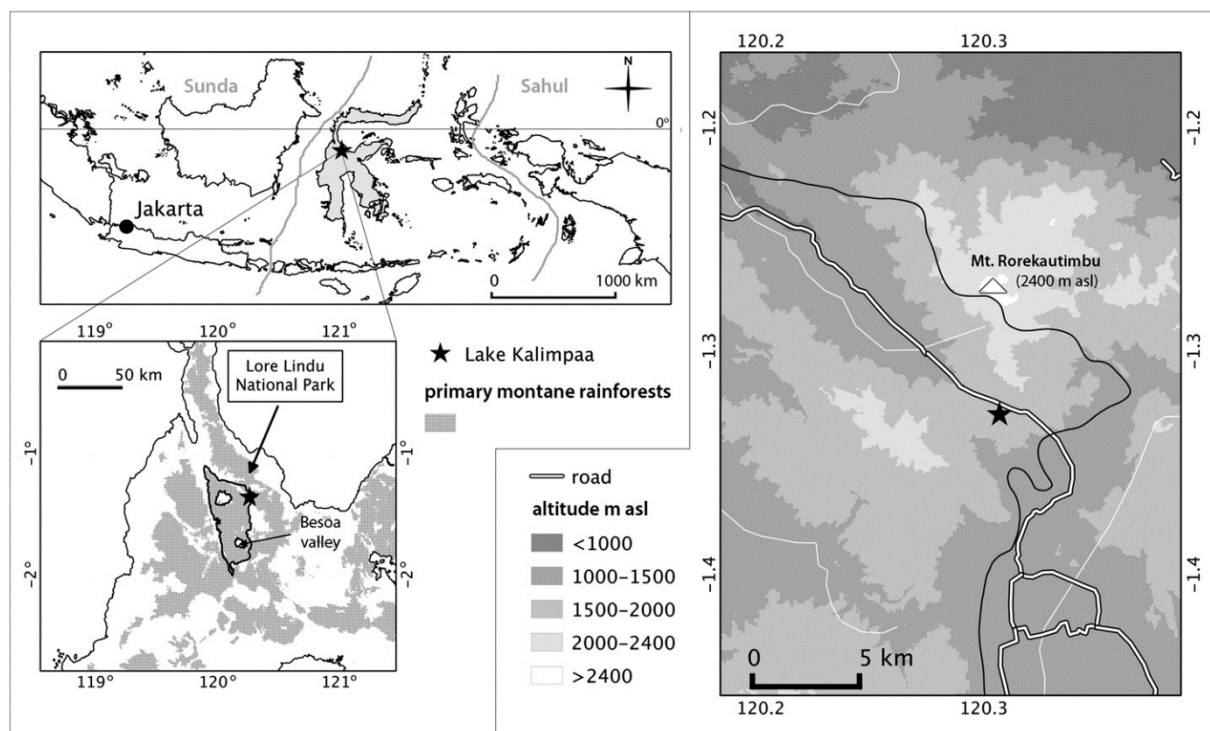 Sunda
Sahul
N
0°
Jakarta
0 1000 km
119° 120° 121°
0 50 km
Lore Lindu
National Park
-1°
-1°
Besoa
valley
-2°
-2°
119° 120° 121°
Lake Kalimpaa
primary montane rainforests
road
altitude m asl
<1000
1000–1500
1500–2000
2000–2400
>2400
120.2 120.3
-1.2
-1.2
Mt. Rorekautimbu
(2400 m asl)
-1.3
-1.3
-1.4
-1.4
0 5 km
120.2 120.3